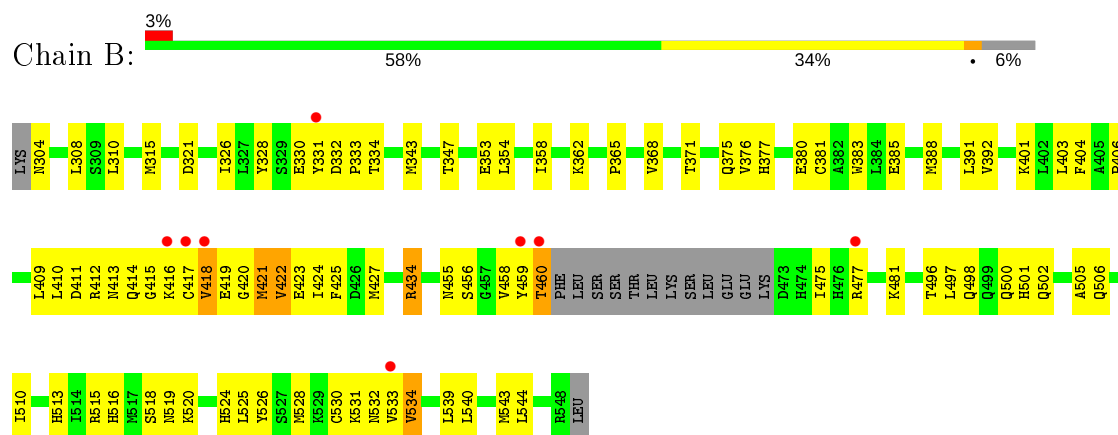 3%
Chain B:
58% 34% • 6%
LYS N304 L308 S309 L310 M315 D321 I326 L327 Y328 S329 E330 Y331 D332 P333 T334 M343 T347 E353 L354 I358 K362 P365 V368 T371 Q375 V376 H377 E380 C381 A382 W383 L384 E385 M388 L391 V392 K401 L402 L403 F404 A405 P406
L409 L410 D411 R412 N413 Q414 G415 K416 C417 V418 E419 G420 M421 V422 E423 I424 F425 D426 M427 R434 N455 S456 G457 V458 Y459 T460 PHE LEU SER SER THR LEU LYS SER LEU GLU GLU LYS D473 H474 I475 H476 R477 K481 T496 L497 Q498 Q499 Q500 H501 Q502 A505 Q506
I510 H513 I514 R515 H516 M517 S518 N519 K520 H524 L525 Y526 S527 M528 K529 C530 K531 N532 V533 V534 L539 L540 M543 L544 R548 LEU